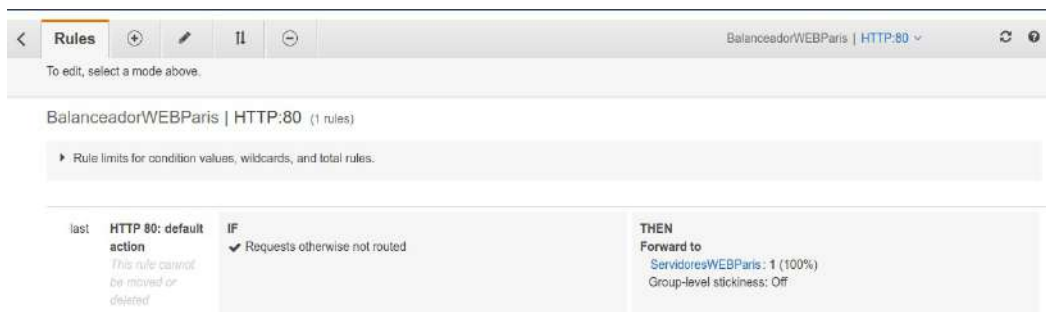 Rules
BalanceadorWEBParis | HTTP:80
To edit, select a mode above.
BalanceadorWEBParis | HTTP:80 (1 rules)
Rule limits for condition values, wildcards, and total rules.
last
HTTP 80: default
action
This rule cannot
be moved or
deleted
IF
Requests otherwise not routed
THEN
Forward to
ServidoresWEBParis: 1 (100%)
Group-level stickiness: Off